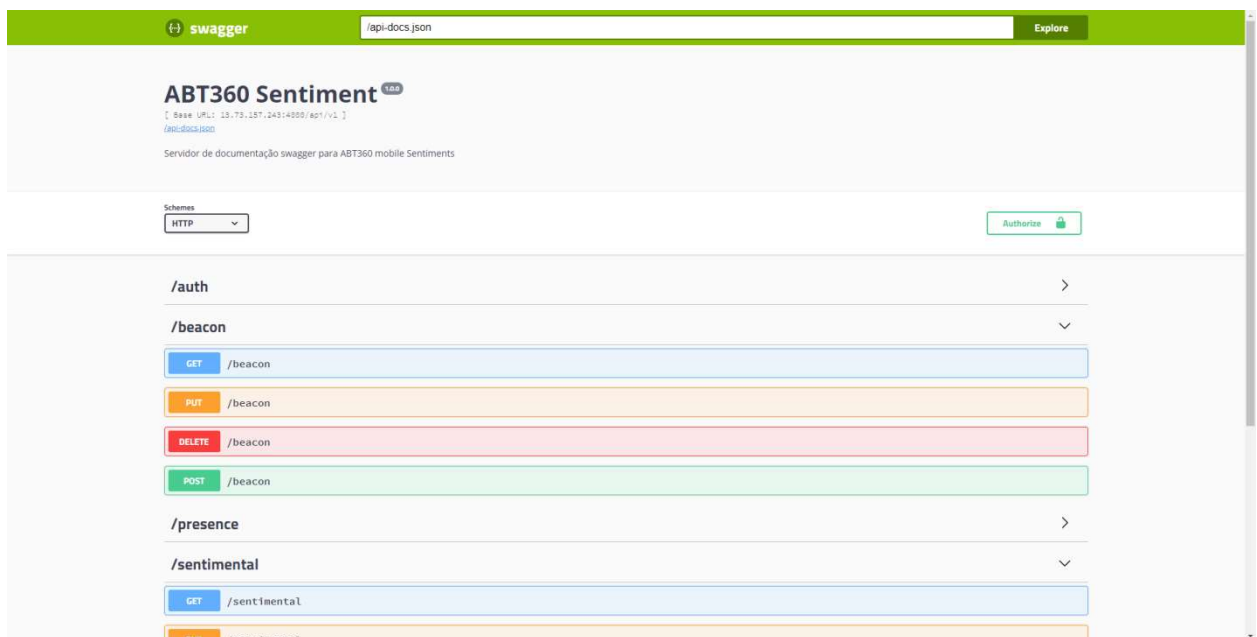 swagger
/api-docs.json
Explore
ABT360 Sentiment 1.0.0
[ Base URL: 13.73.157.243:4000/api/v1 ]
/api-docs.json
Servidor de documentação swagger para ABT360 mobile Sentiments
Schemes
HTTP
Authorize
/auth
/beacon
GET /beacon
PUT /beacon
DELETE /beacon
POST /beacon
/presence
/sentimental
GET /sentimental